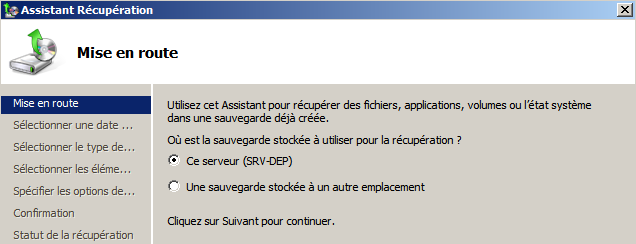 Assistant Récupération
Mise en route
Mise en route
Sélectionner une date ...
Sélectionner le type de...
Sélectionner les éléme...
Spécifier les options de...
Confirmation
Statut de la récupération
Utilisez cet Assistant pour récupérer des fichiers, applications, volumes ou l'état système
dans une sauvegarde déjà créée.
Où est la sauvegarde stockée à utiliser pour la récupération ?
Ce serveur (SRV-DEP)
Une sauvegarde stockée à un autre emplacement
Cliquez sur Suivant pour continuer.